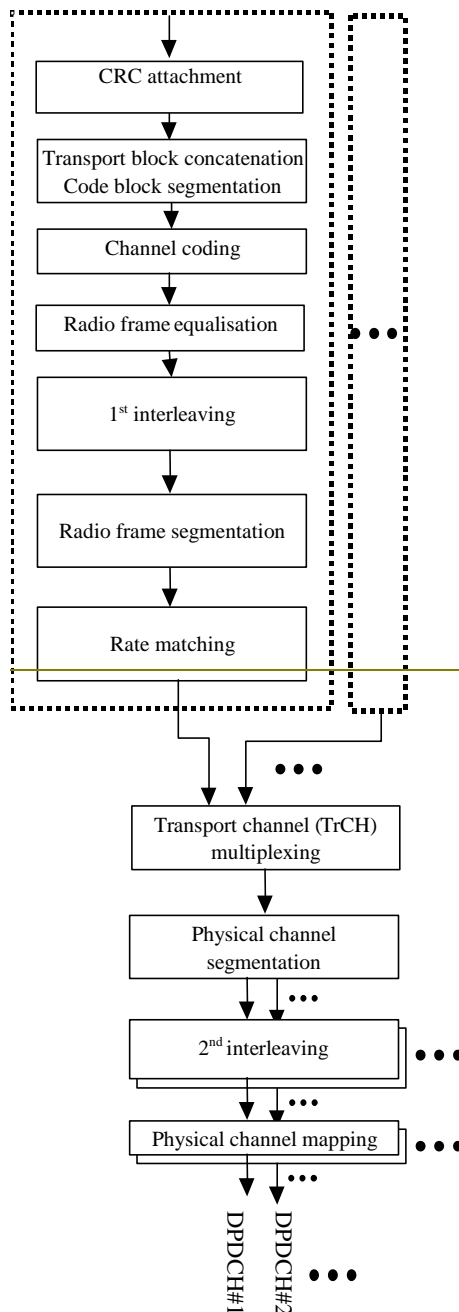 CRC attachment
Transport block concatenation
Code block segmentation
Channel coding
Radio frame equalisation
1st interleaving
Radio frame segmentation
Rate matching
Transport channel (TrCH)
multiplexing
Physical channel
segmentation
2nd interleaving
Physical channel mapping
DPDCH#1
DPDCH#2